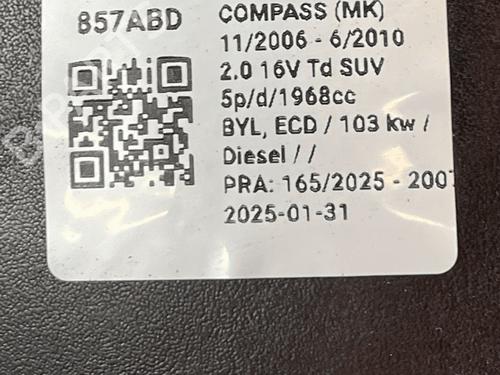 857ABD
COMPASS (MK)
11/2006 - 6/2010
2.0 16V Td SUV
5p/d/1968cc
BYL, ECD / 103 kw /
Diesel / /
PRA: 165/2025 - 2007
2025-01-31